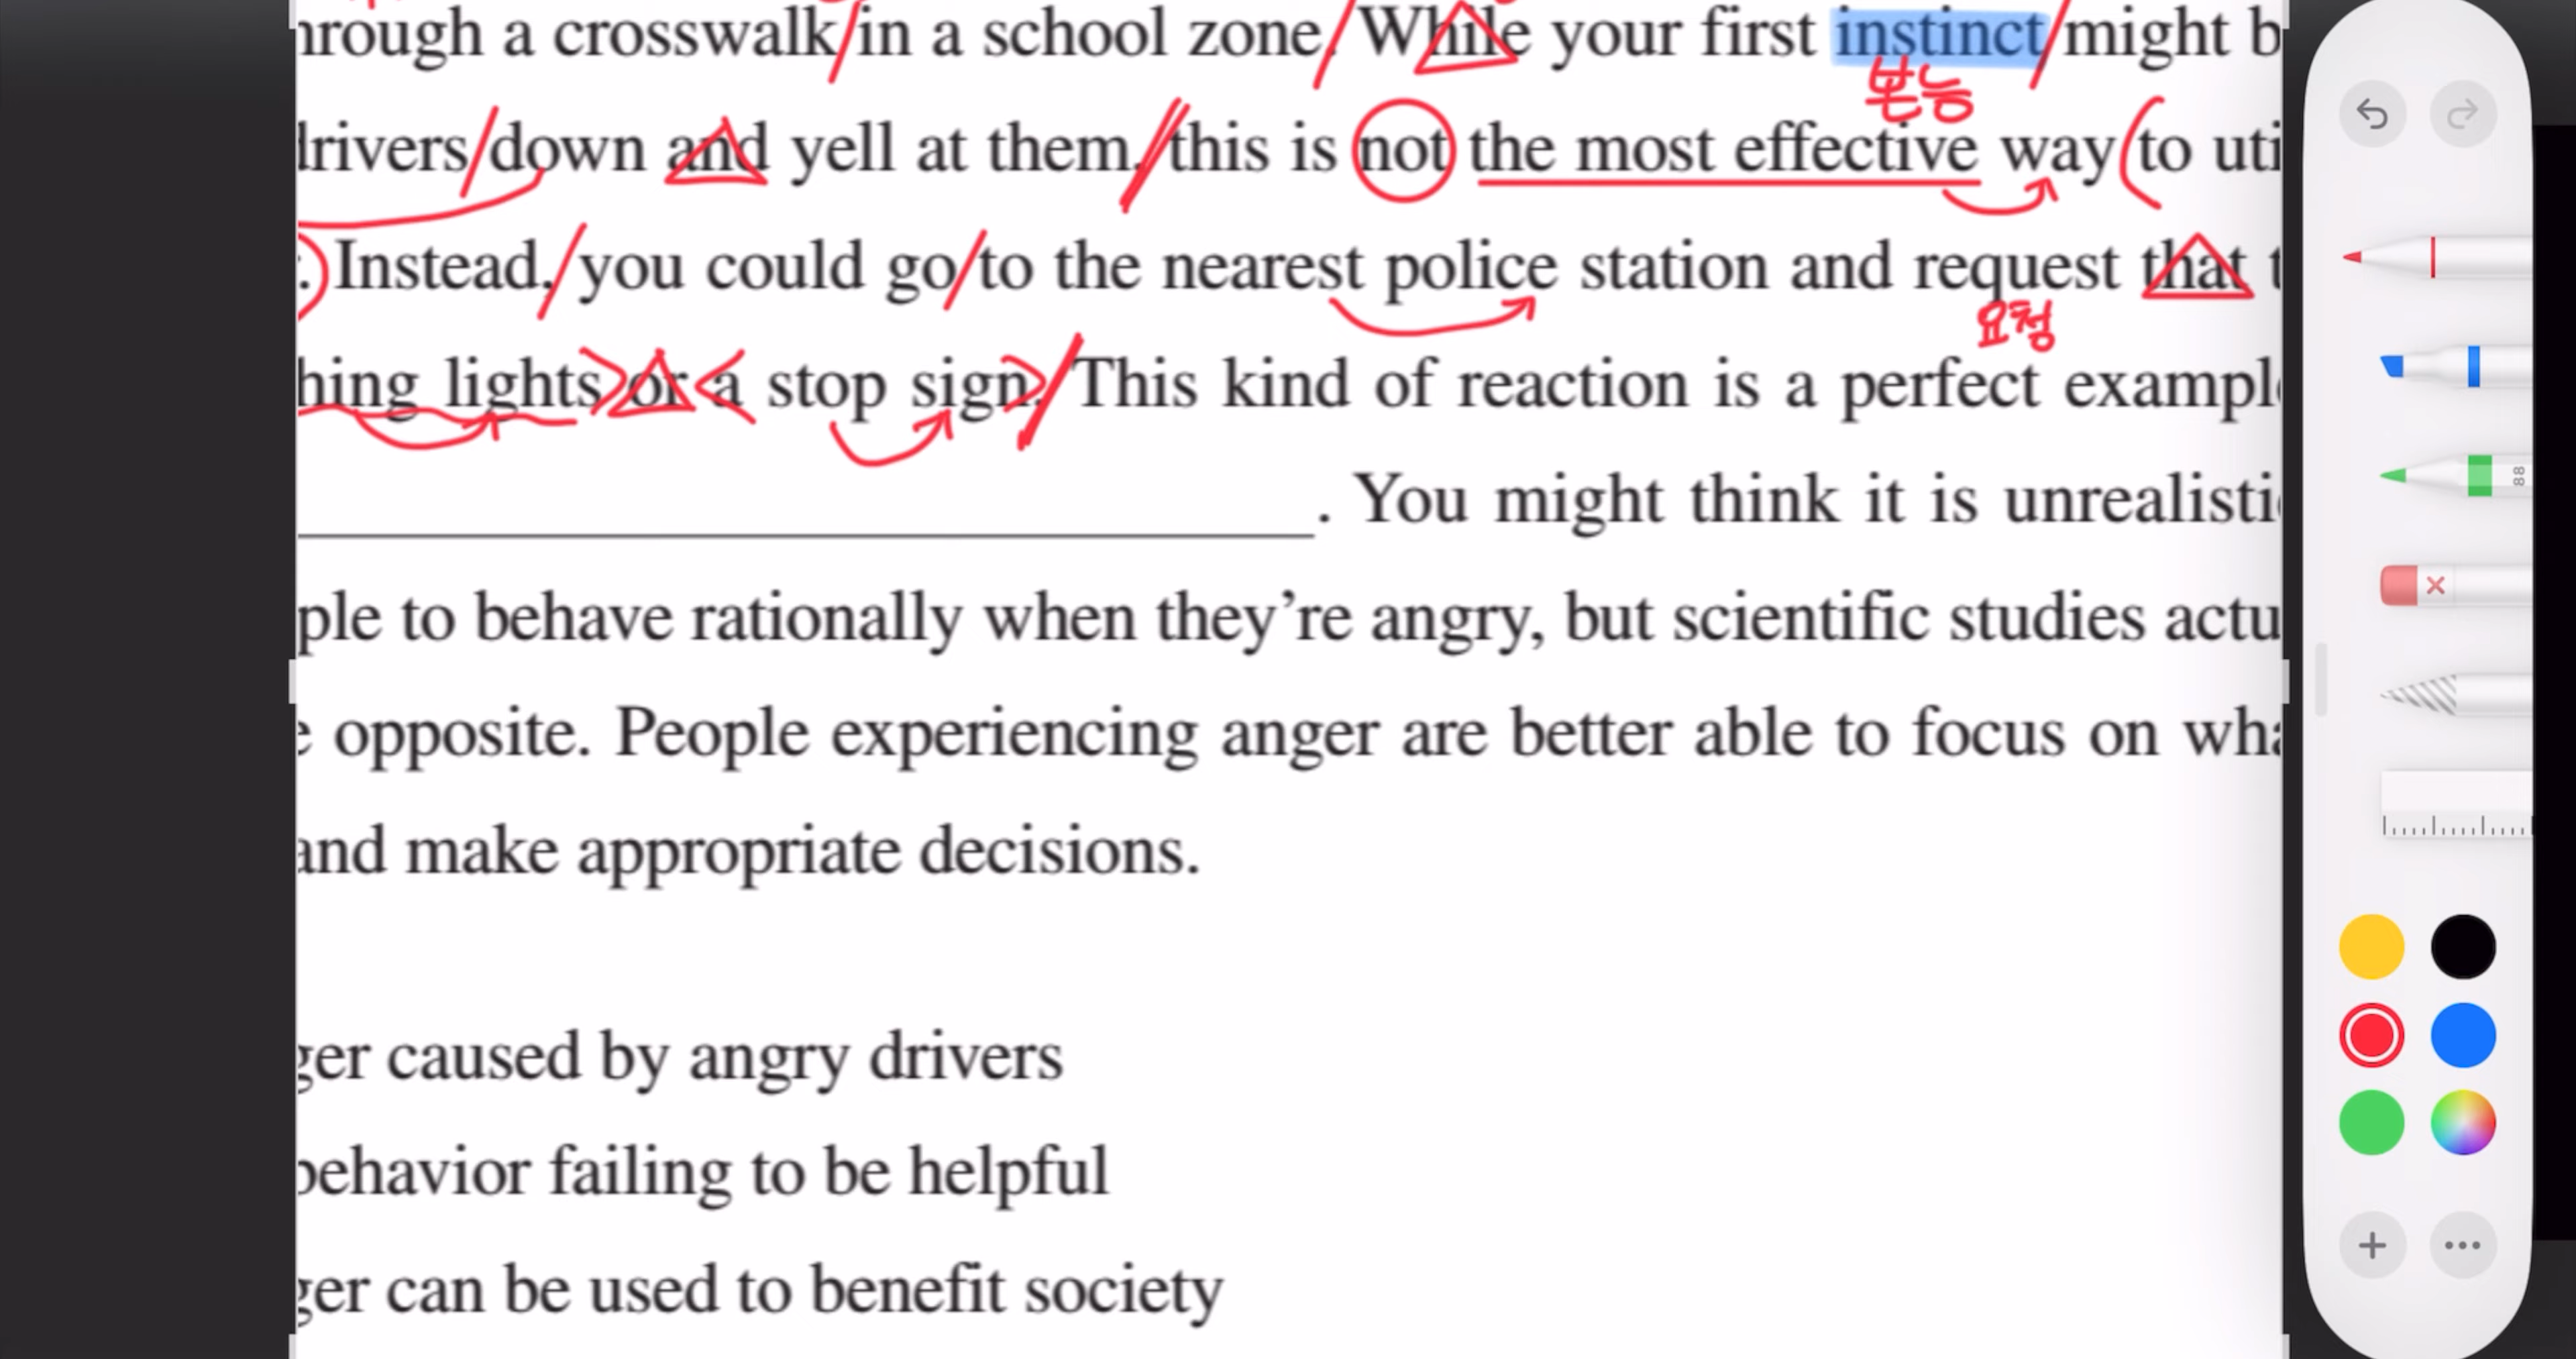 through a crosswalk in a school zone. While your first instinct might b
본능
drivers down and yell at them, this is not the most effective way to uti
. Instead, you could go to the nearest police station and request that t
요청
hing lights or a stop sign. This kind of reaction is a perfect example
. You might think it is unrealistic
ple to behave rationally when they're angry, but scientific studies actu
e opposite. People experiencing anger are better able to focus on wha
and make appropriate decisions.
ger caused by angry drivers
behavior failing to be helpful
ger can be used to benefit society
88